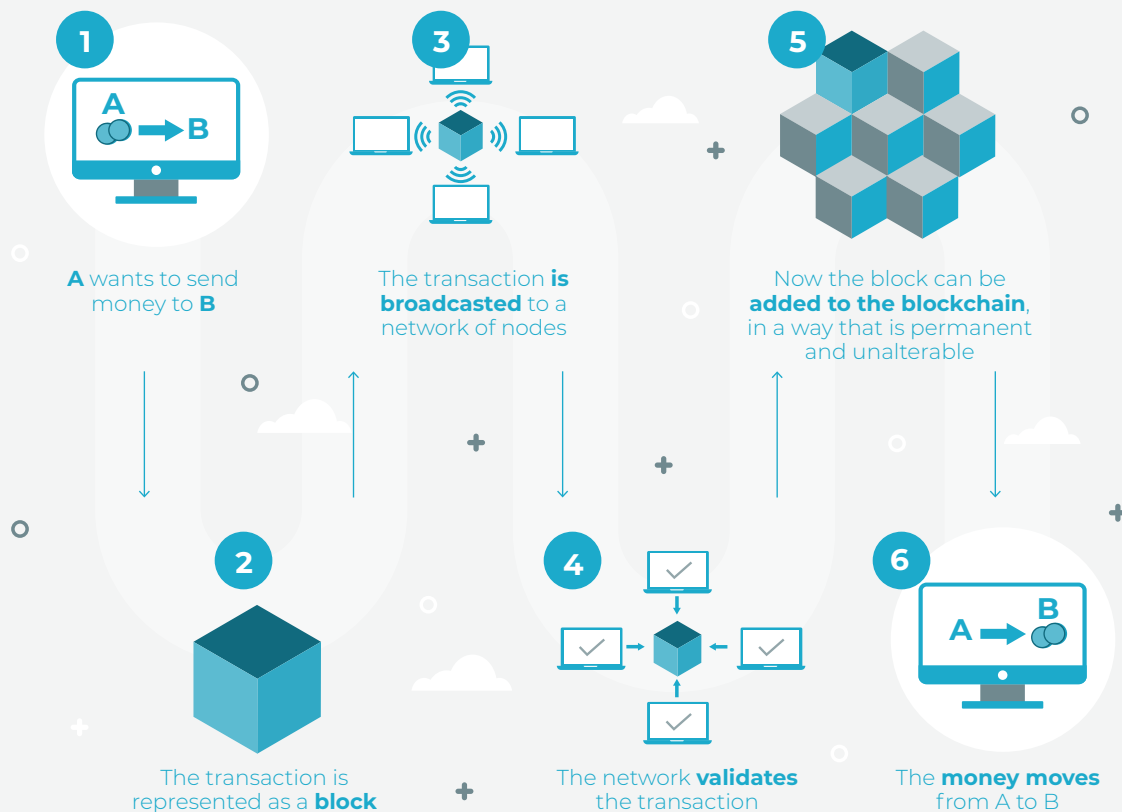 1
A
B
A wants to send
money to B
2
The transaction is
represented as a block
3
The transaction is
broadcasted to a
network of nodes
4
The network validates
the transaction
5
Now the block can be
added to the blockchain,
in a way that is permanent
and unalterable
6
A
B
The money moves
from A to B